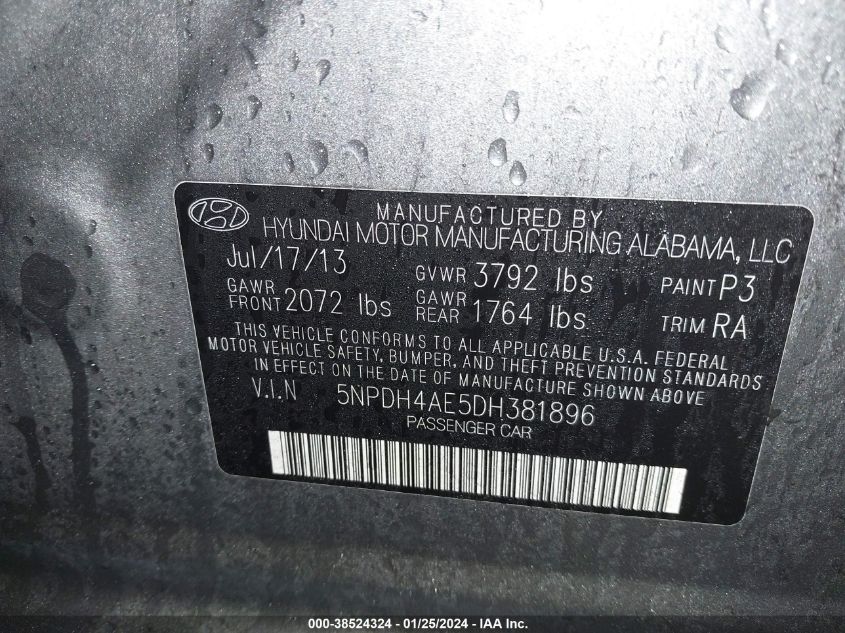 MANUFACTURED BY
HYUNDAI MOTOR MANUFACTURING ALABAMA, LLC
Jul/17/13 GVWR 3792 lbs PAINT P3
GAWR FRONT 2072 lbs GAWR REAR 1764 lbs TRIM RA
THIS VEHICLE CONFORMS TO ALL APPLICABLE U.S.A. FEDERAL
MOTOR VEHICLE SAFETY, BUMPER, AND THEFT PREVENTION STANDARDS
IN EFFECT ON THE DATE OF MANUFACTURE SHOWN ABOVE
V.I.N 5NPDH4AE5DH381896
PASSENGER CAR
000-38524324 - 01/25/2024 - IAA Inc.